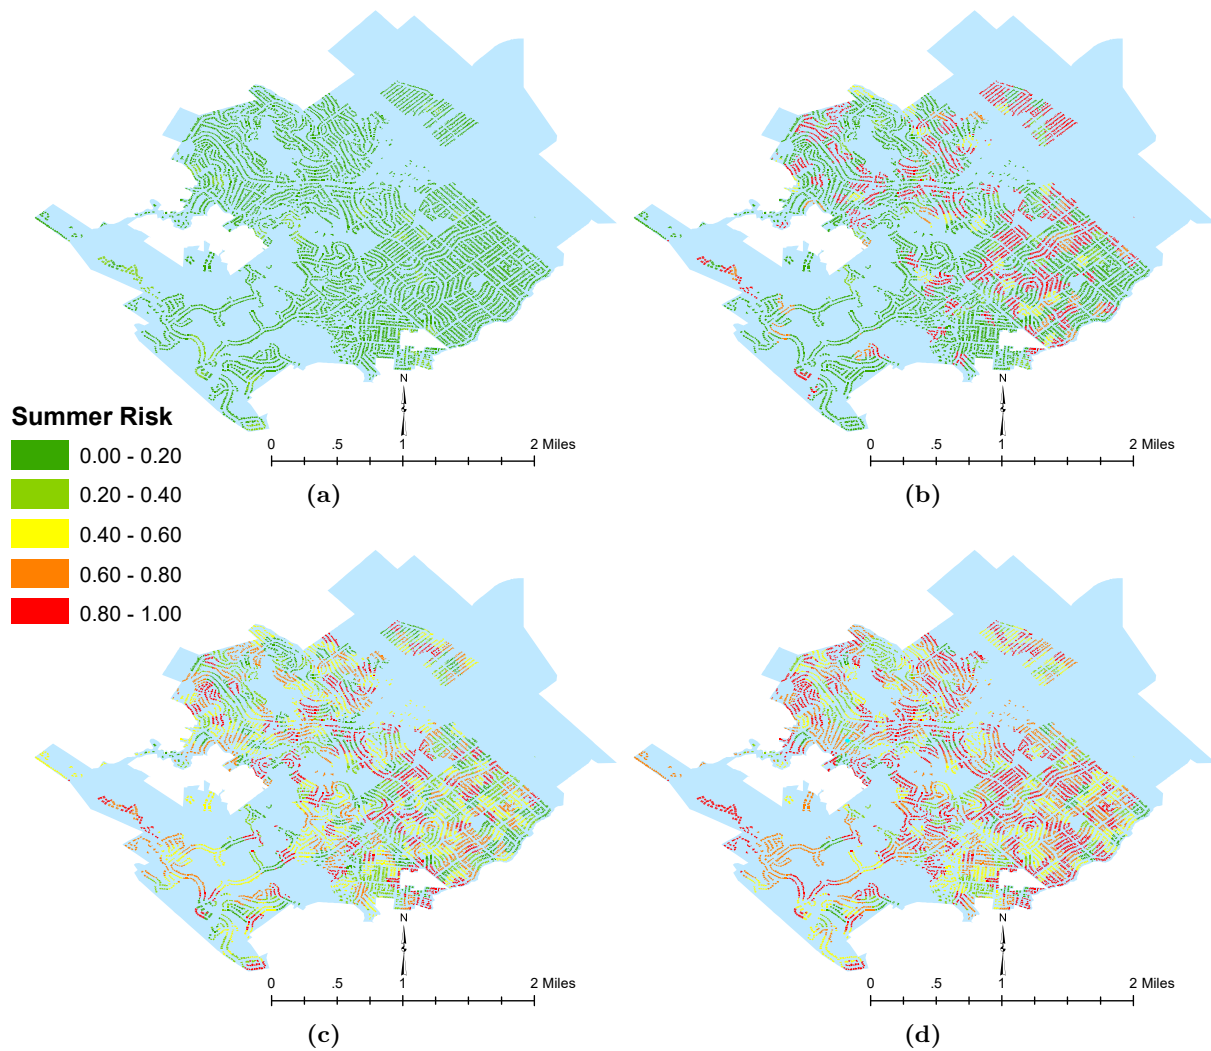 N
N
Summer Risk
0.00 - 0.20
0.20 - 0.40
0.40 - 0.60
0.60 - 0.80
0.80 - 1.00
0 .5 1 2 Miles
0 .5 1 2 Miles
(a)
(b)
N
N
0 .5 1 2 Miles
0 .5 1 2 Miles
(c)
(d)